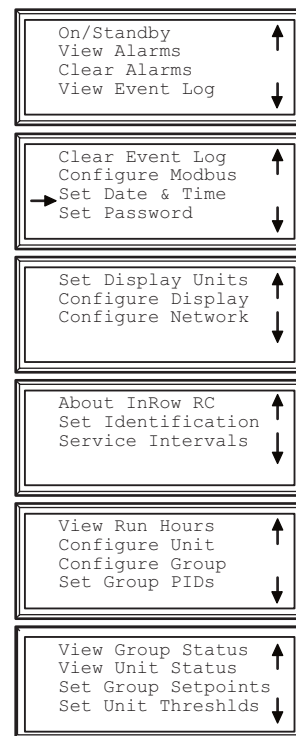 On/Standby
View Alarms
Clear Alarms
View Event Log
Clear Event Log
Configure Modbus
Set Date & Time
Set Password
Set Display Units
Configure Display
Configure Network
About InRow RC
Set Identification
Service Intervals
View Run Hours
Configure Unit
Configure Group
Set Group PIDs
View Group Status
View Unit Status
Set Group Setpoints
Set Unit Threshlds